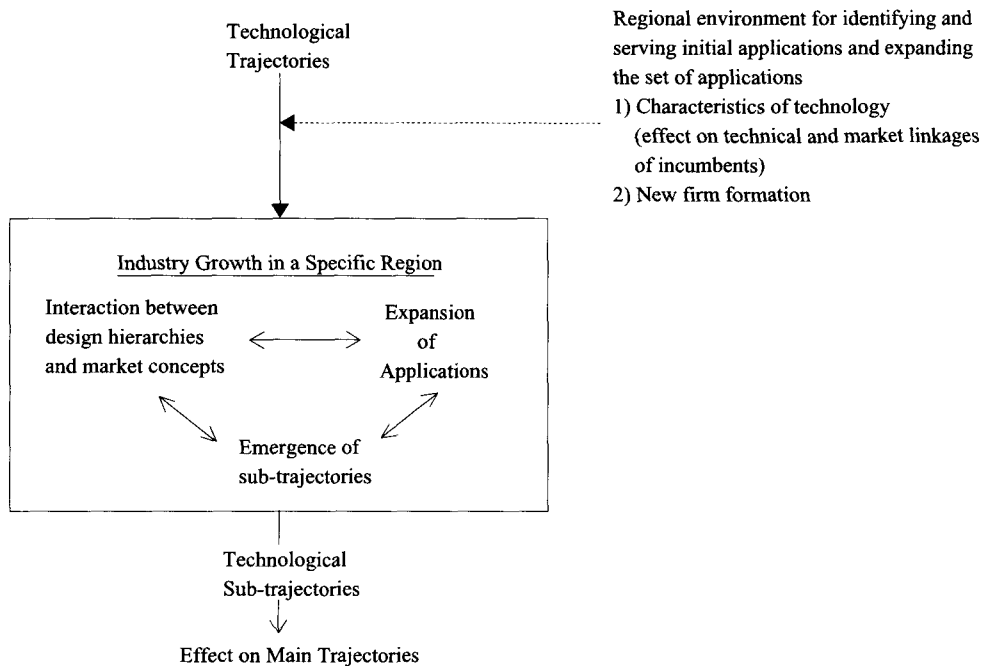 Technological
Trajectories
Regional environment for identifying and
serving initial applications and expanding
the set of applications
1) Characteristics of technology
(effect on technical and market linkages
of incumbents)
2) New firm formation
Industry Growth in a Specific Region
Interaction between
design hierarchies
and market concepts
Expansion
of
Applications
Emergence of
sub-trajectories
Technological
Sub-trajectories
Effect on Main Trajectories